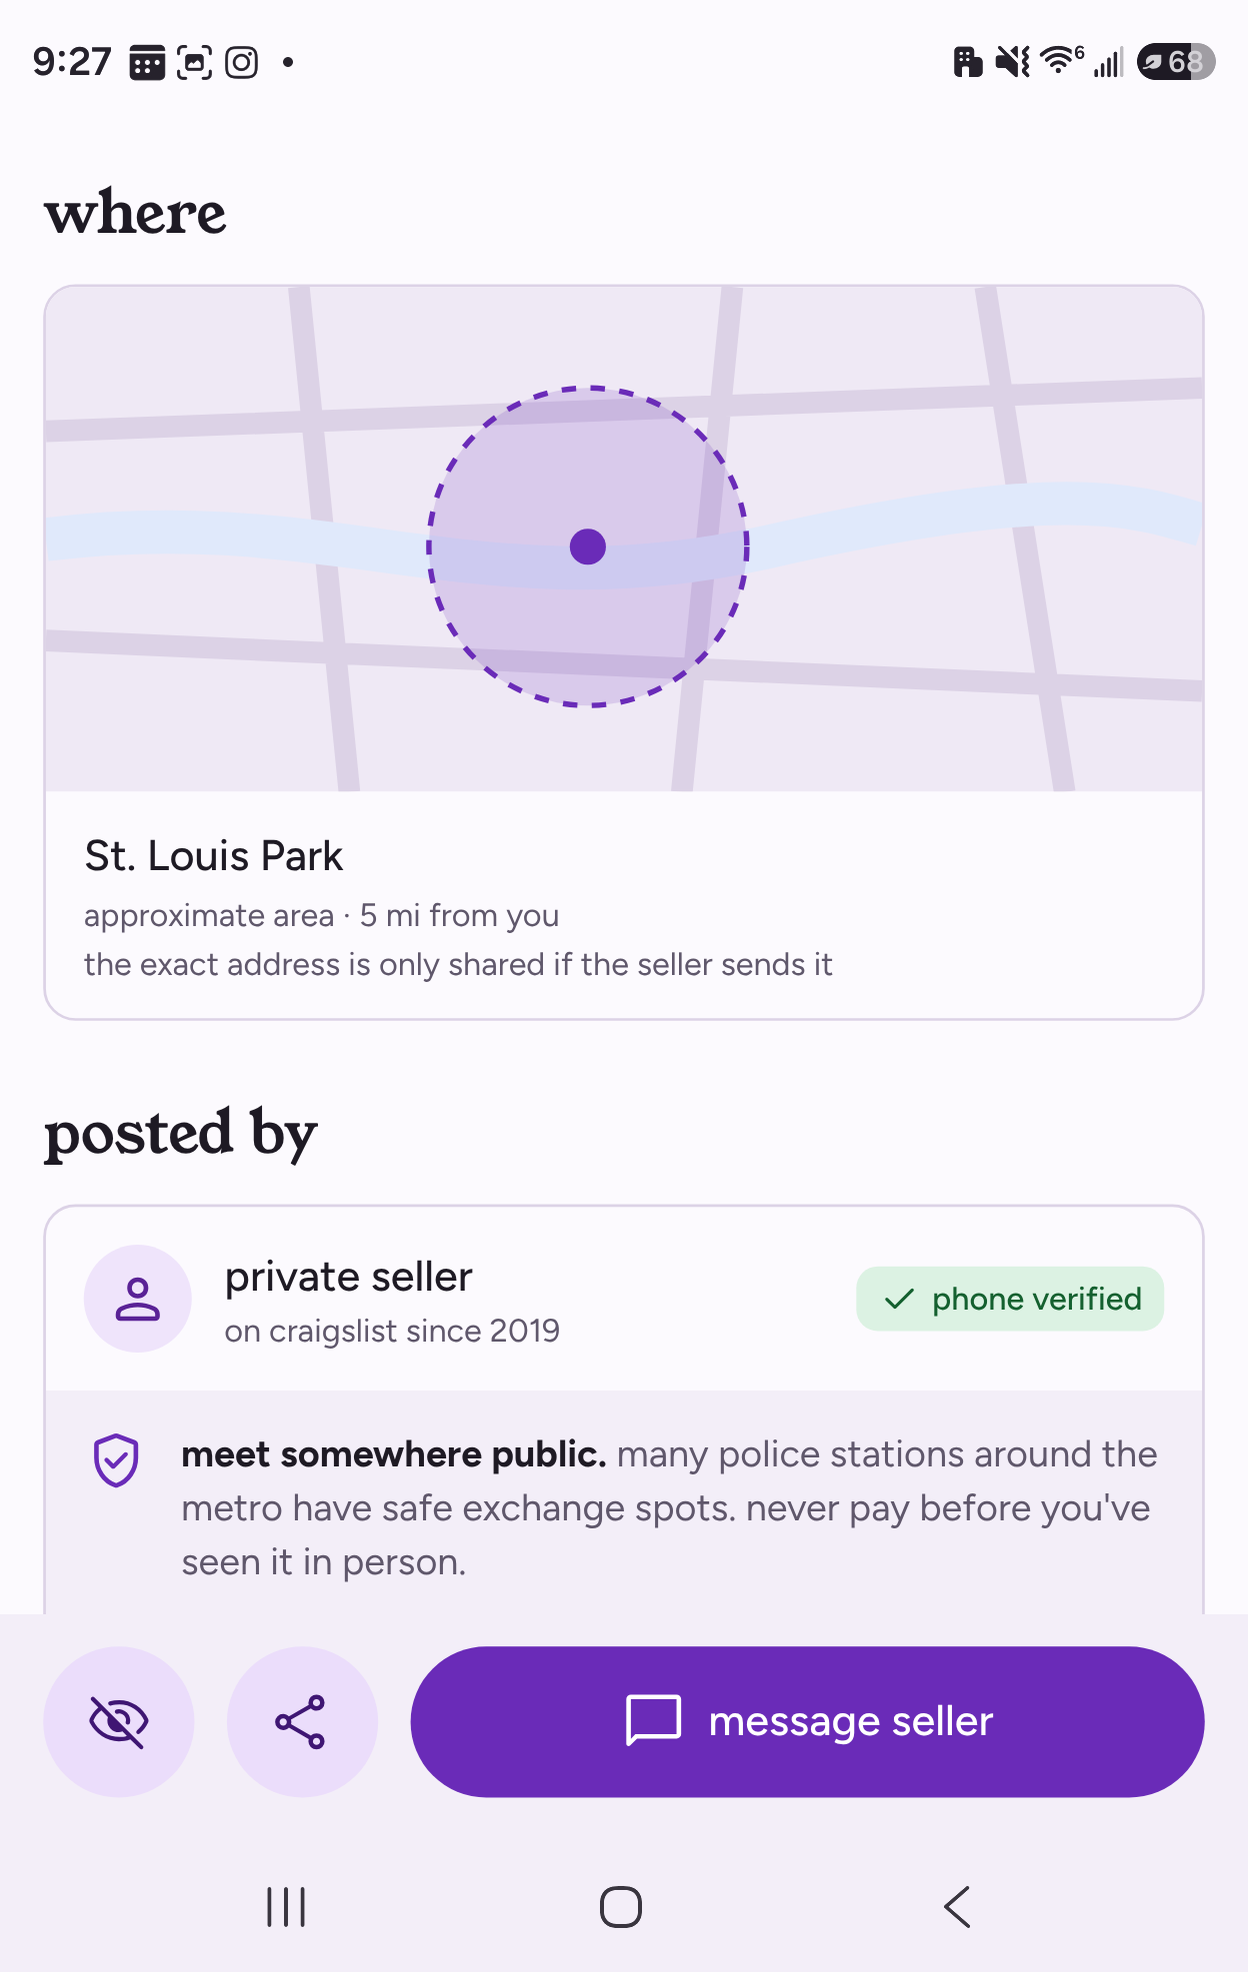 9:27
6
68
where
St. Louis Park
approximate area · 5 mi from you
the exact address is only shared if the seller sends it
posted by
private seller
on craigslist since 2019
phone verified
meet somewhere public. many police stations around the
metro have safe exchange spots. never pay before you've
seen it in person.
message seller